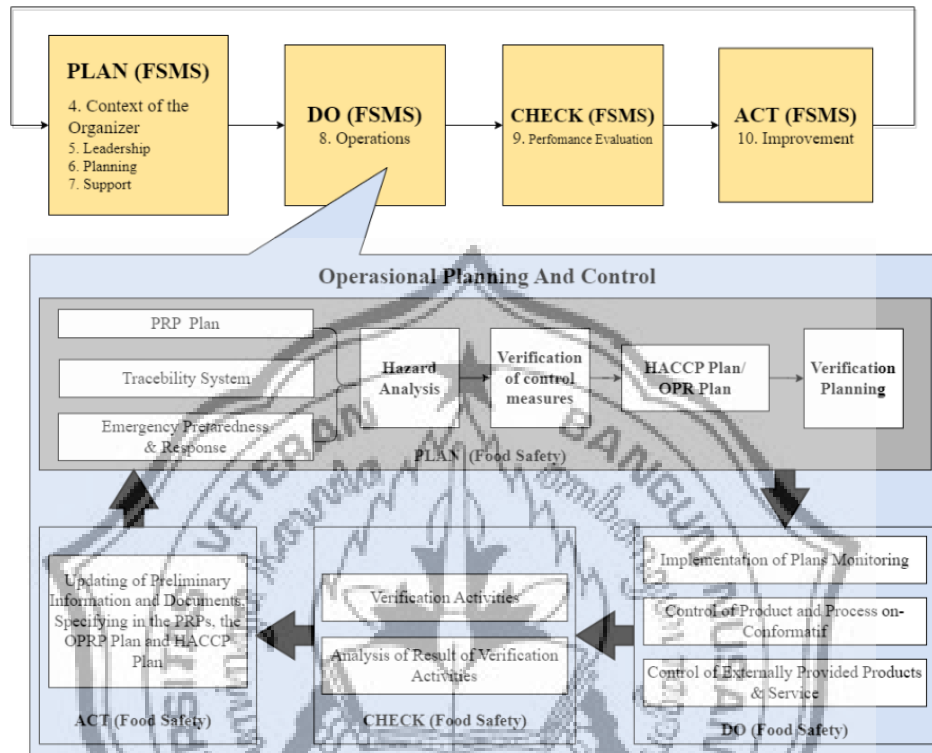 PLAN (FSMS)
4. Context of the
Organizer
5. Leadership
6. Planning
7. Support
DO (FSMS)
8. Operations
CHECK (FSMS)
9. Perfomance Evaluation
ACT (FSMS)
10. Improvement
Operasional Planning And Control
PRP Plan
Tracebility System
Emergency Pretaredness
& Response
Hazard
Analysis
Verification
of control
measures
HACCP Plan/
OPR Plan
Verification
Planning
PLAN (Food Safety)
Implementation of Plans Monitoring
Control of Product and Process on-
Conformatif
Control of Externally Provided Products
& Service
DO (Food Safety)
Verification Activities
Analysis of Result of Verification
Activities
CHECK (Food Safety)
Updating of Preliminary
Information and Documents,
Specifying in the PRPs, the
OPRP Plan and HACCP
Plan
ACT (Food Safety)
VETERAN
BANGUN NUSAN